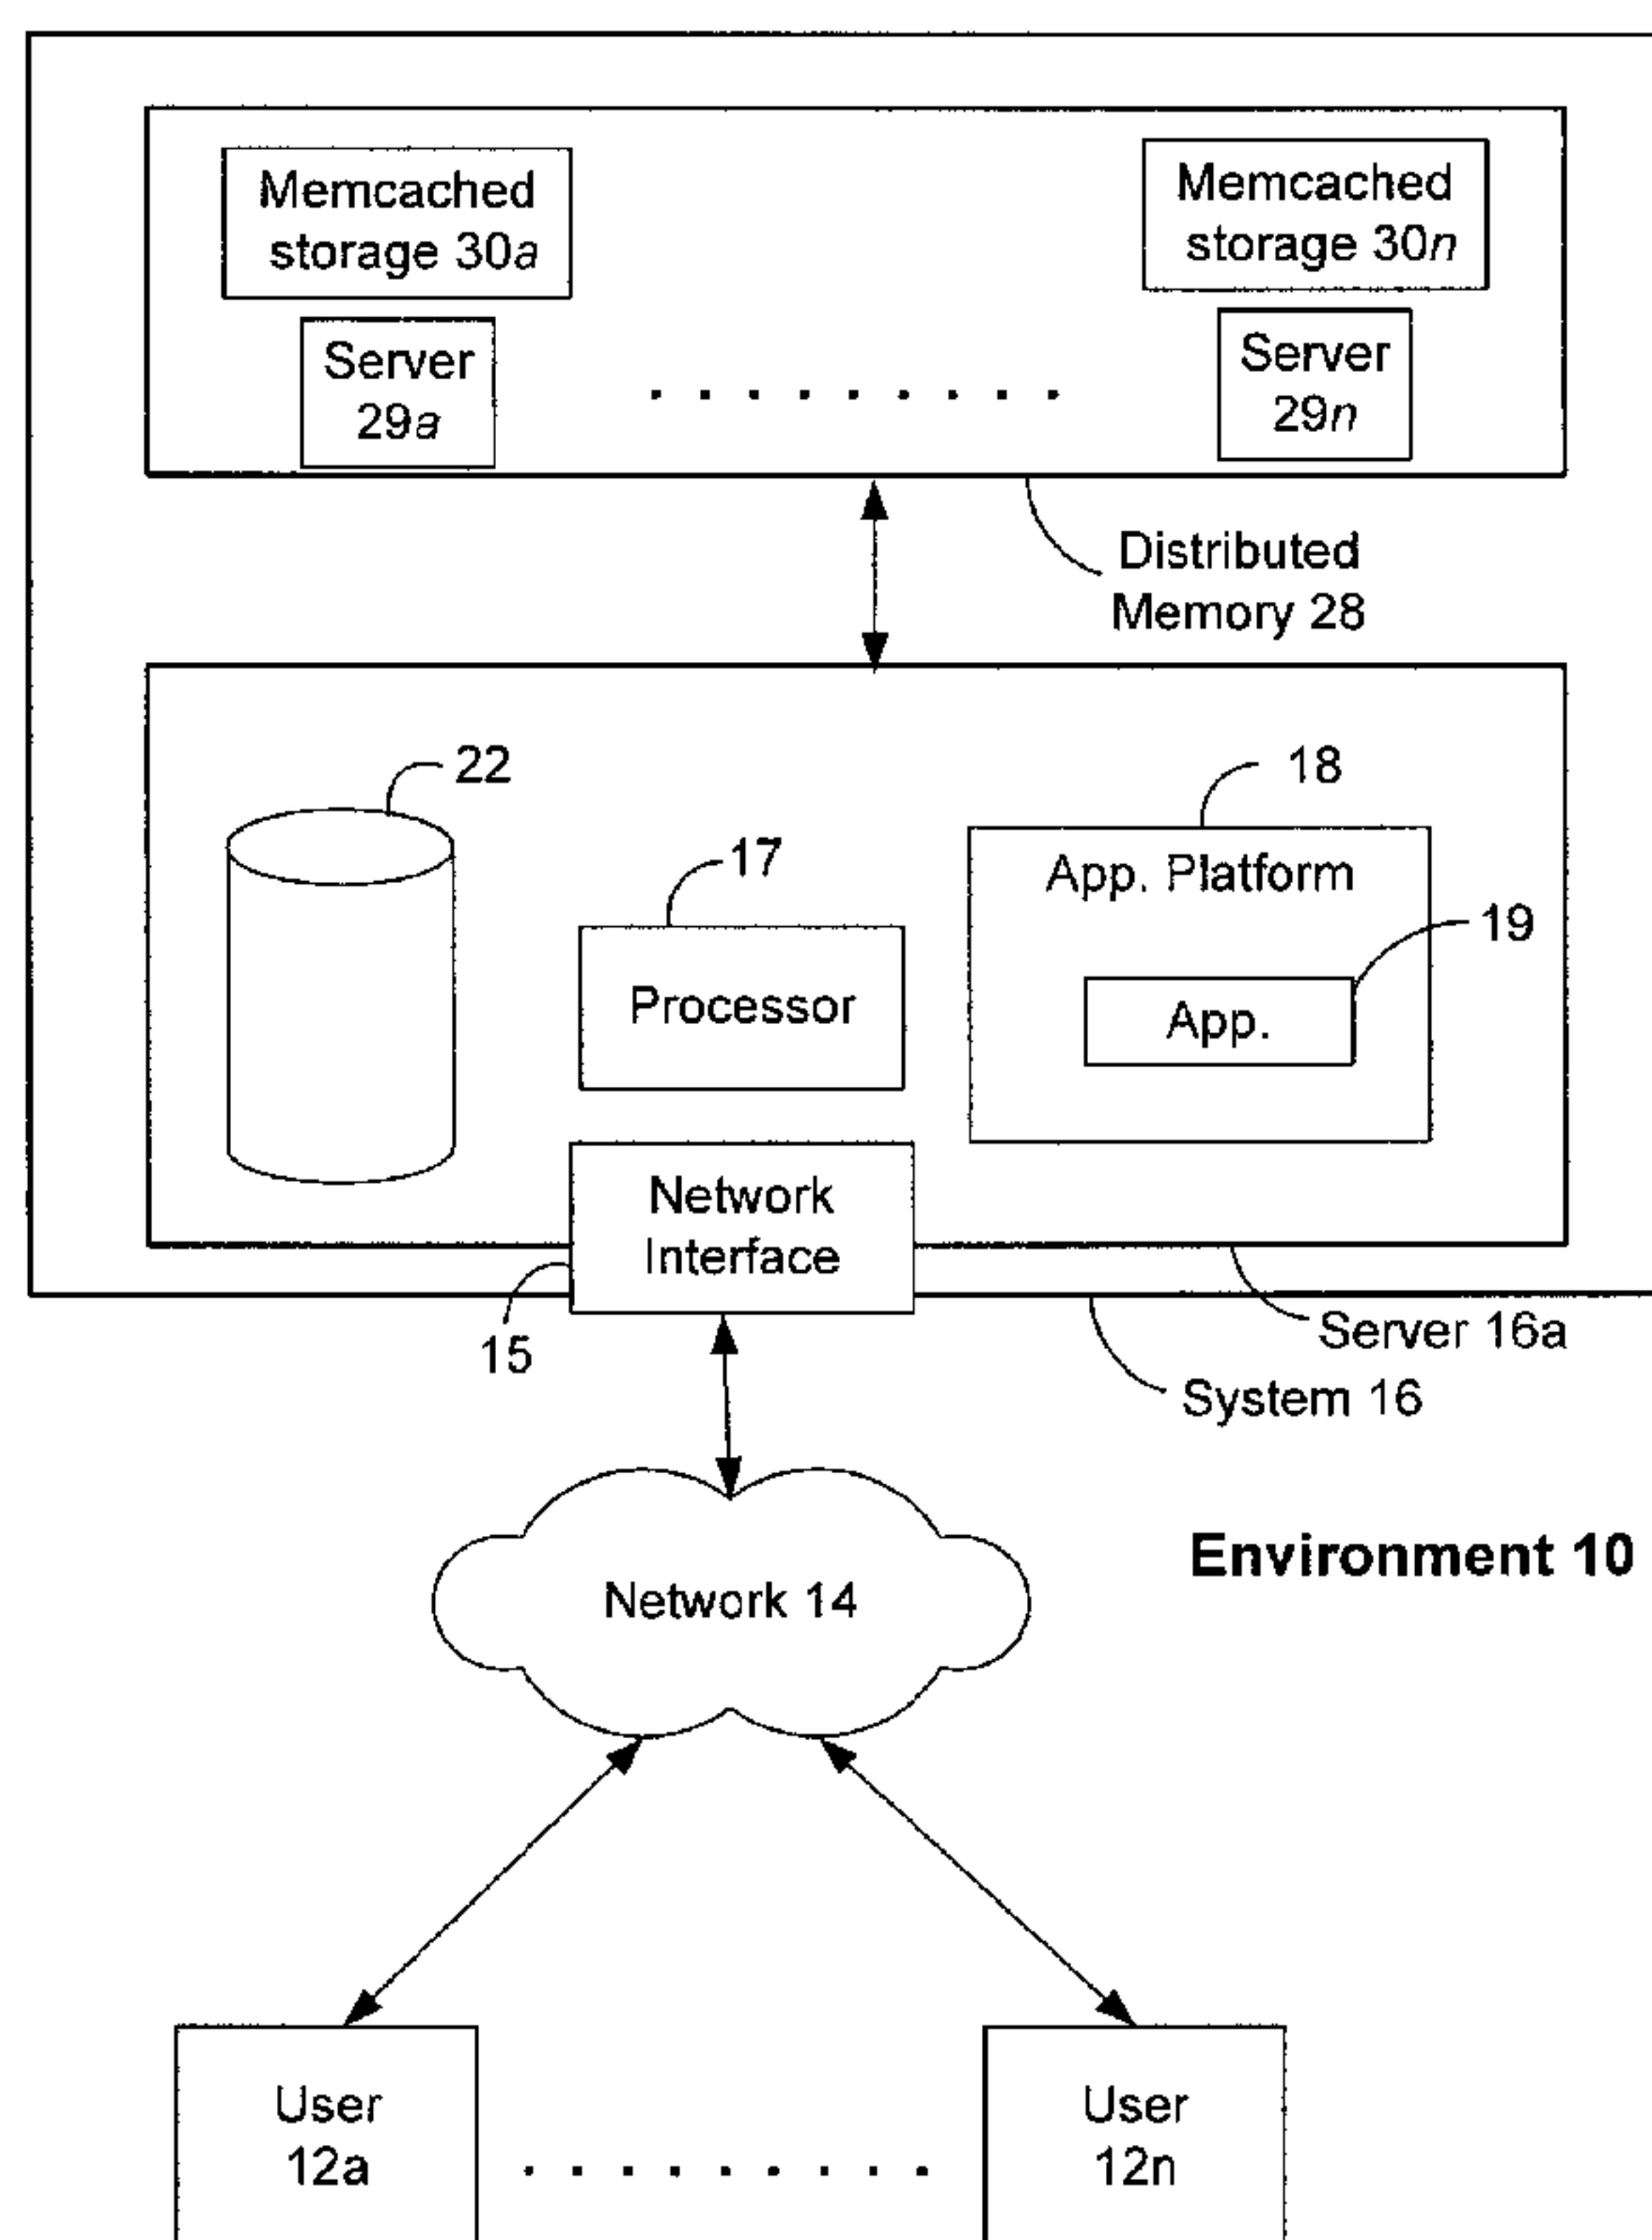 Memcached
storage 30a
Memcached
storage 30n
Server
29a
Server
29n
Distributed
Memory 28
22
18
17
App. Platform
19
Processor
App.
Network
Interface
15
Server 16a
System 16
Environment 10
Network 14
User
12a
User
12n